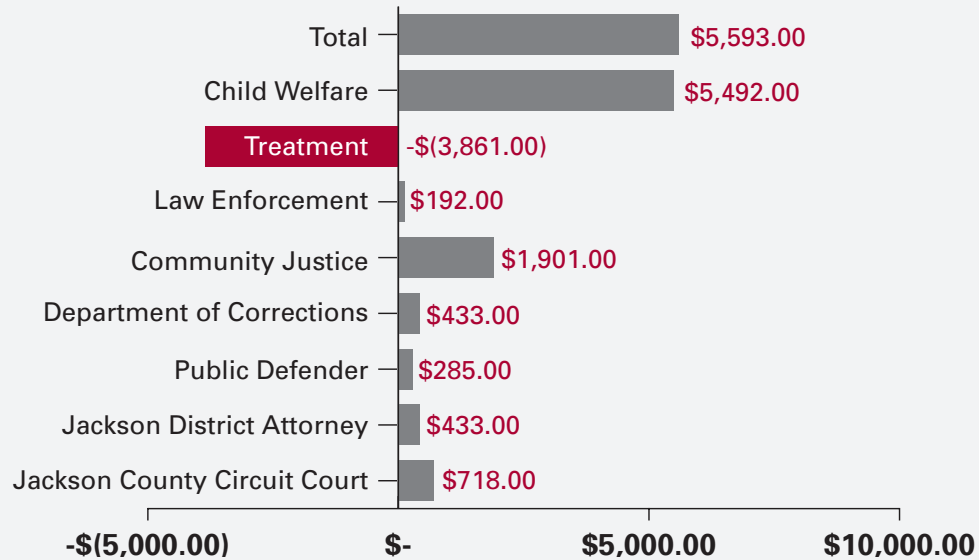 Total $5,593.00
Child Welfare $5,492.00
Treatment -$(3,861.00)
Law Enforcement $192.00
Community Justice $1,901.00
Department of Corrections $433.00
Public Defender $285.00
Jackson District Attorney $433.00
Jackson County Circuit Court $718.00
-$(5,000.00) $- $5,000.00 $10,000.00